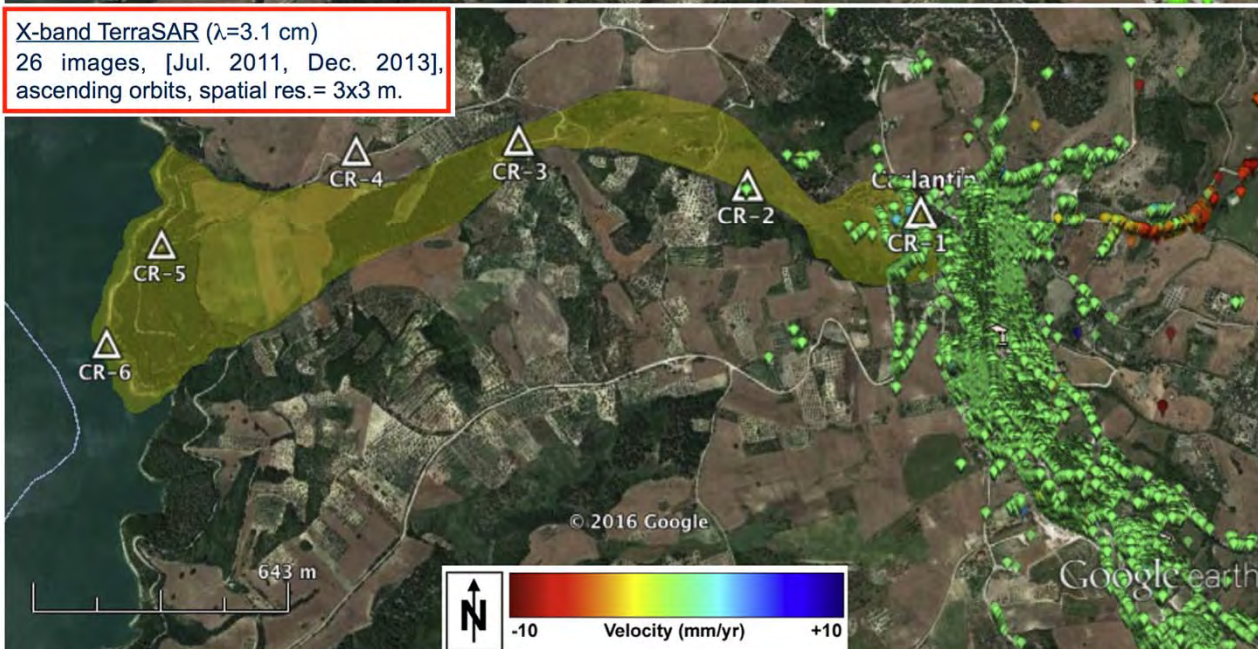 X-band TerraSAR (λ=3.1 cm)
26 images, [Jul. 2011, Dec. 2013],
ascending orbits, spatial res.= 3x3 m.
CR-4
CR-3
CR-2
Carlantin
CR-1
CR-5
CR-6
© 2016 Google
643 m
Google earth
N
-10 Velocity (mm/yr) +10